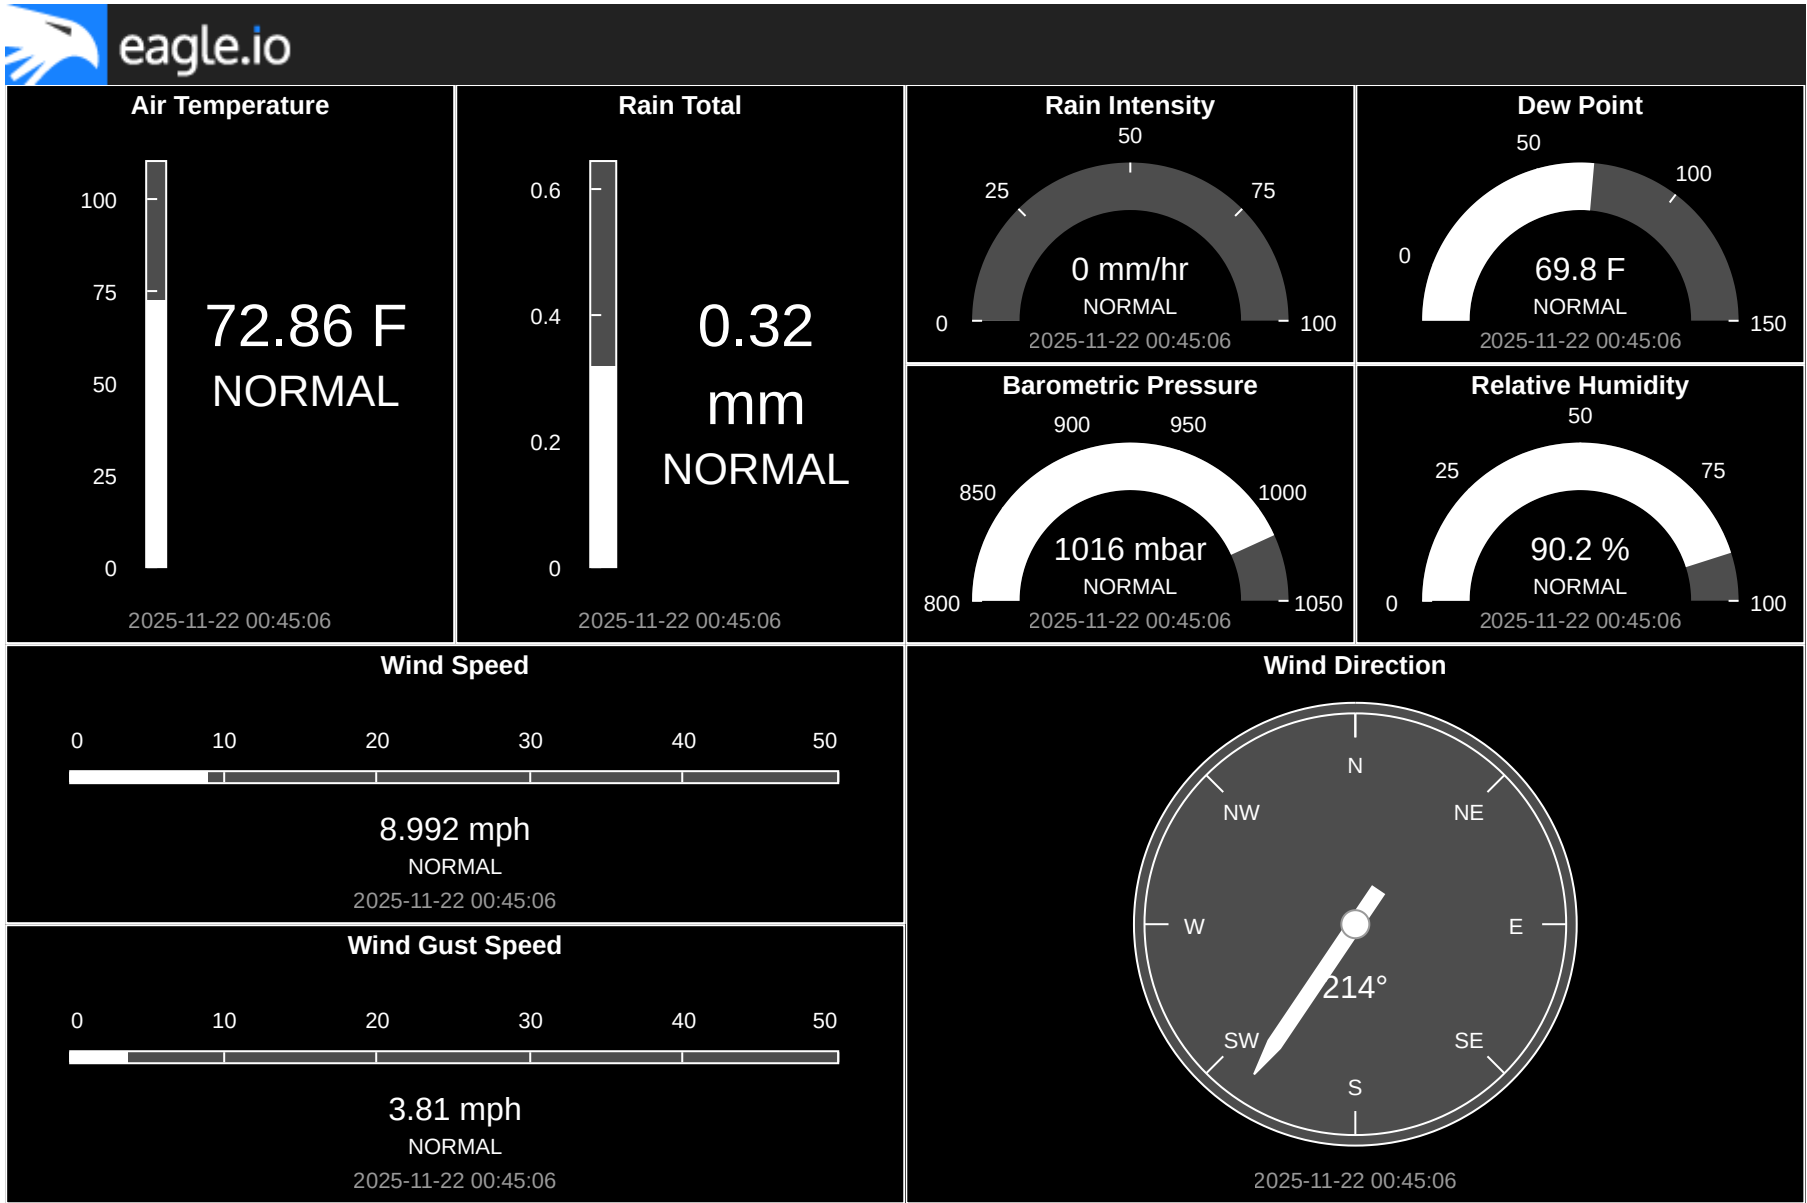 eagle.io
Air Temperature
100
75
50
25
0
72.86 F
NORMAL
2025-11-22 00:45:06
Rain Total
0.6
0.4
0.2
0
0.32
mm
NORMAL
2025-11-22 00:45:06
Rain Intensity
0
25
50
75
100
0 mm/hr
NORMAL
2025-11-22 00:45:06
Dew Point
0
50
100
150
69.8 F
NORMAL
2025-11-22 00:45:06
Barometric Pressure
800
850
900
950
1000
1050
1016 mbar
NORMAL
2025-11-22 00:45:06
Relative Humidity
0
25
50
75
100
90.2 %
NORMAL
2025-11-22 00:45:06
Wind Speed
0 10 20 30 40 50
8.992 mph
NORMAL
2025-11-22 00:45:06
Wind Gust Speed
0 10 20 30 40 50
3.81 mph
NORMAL
2025-11-22 00:45:06
Wind Direction
N
NW NE
W E
214°
SW SE
S
2025-11-22 00:45:06